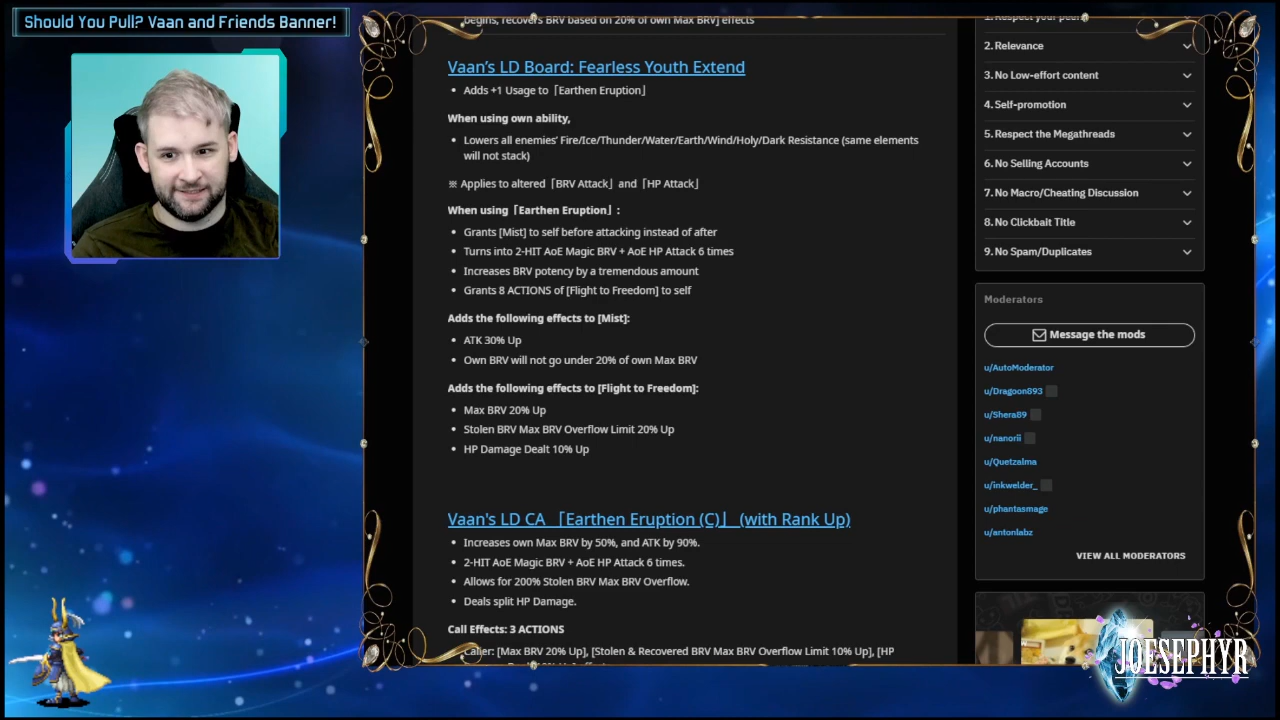 Should You Pull? Vaan and Friends Banner!
begins, recovers BRV based on 20% of own Max BRV] effects
Vaan's LD Board: Fearless Youth Extend
• Adds +1 Usage to「Earthen Eruption」
When using own ability,
• Lowers all enemies' Fire/Ice/Thunder/Water/Earth/Wind/Holy/Dark Resistance (same elements
will not stack)
※ Applies to altered「BRV Attack」 and「HP Attack」
When using「Earthen Eruption」:
• Grants [Mist] to self before attacking instead of after
• Turns into 2-HIT AoE Magic BRV + AoE HP Attack 6 times
• Increases BRV potency by a tremendous amount
• Grants 8 ACTIONS of [Flight to Freedom] to self
Adds the following effects to [Mist]:
• ATK 30% Up
• Own BRV will not go under 20% of own Max BRV
Adds the following effects to [Flight to Freedom]:
• Max BRV 20% Up
• Stolen BRV Max BRV Overflow Limit 20% Up
• HP Damage Dealt 10% Up
Vaan's LD CA 「Earthen Eruption (C)」 (with Rank Up)
• Increases own Max BRV by 50%, and ATK by 90%.
• 2-HIT AoE Magic BRV + AoE HP Attack 6 times.
• Allows for 200% Stolen BRV Max BRV Overflow.
• Deals split HP Damage.
Call Effects: 3 ACTIONS
• Caller: [Max BRV 20% Up], [Stolen & Recovered BRV Max BRV Overflow Limit 10% Up], [HP
1. Respect your peers
2. Relevance
3. No Low-effort content
4. Self-promotion
5. Respect the Megathreads
6. No Selling Accounts
7. No Macro/Cheating Discussion
8. No Clickbait Title
9. No Spam/Duplicates
Moderators
Message the mods
u/AutoModerator
u/Dragoon893
u/Shera89
u/nanorii
u/Quetzalma
u/inkwelder_
u/phantasmage
u/antonlabz
VIEW ALL MODERATORS
JOESEPHYR